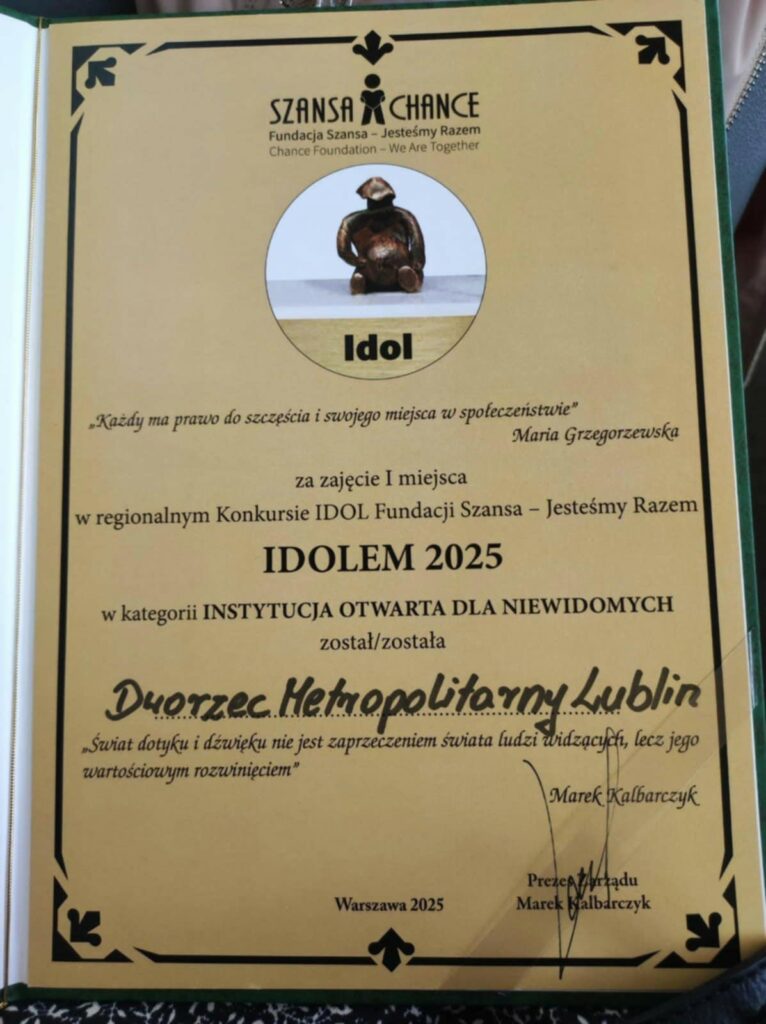 SZANSA CHANCE
Fundacja Szansa – Jesteśmy Razem
Chance Foundation – We Are Together
Idol
„Każdy ma prawo do szczęścia i swojego miejsca w społeczeństwie”
Maria Grzegorzewska
za zajęcie I miejsca
w regionalnym Konkursie IDOL Fundacji Szansa – Jesteśmy Razem
IDOLEM 2025
w kategorii INSTYTUCJA OTWARTA DLA NIEWIDOMYCH
został/została
Dworzec Metropolitarny Lublin
„Świat dotyku i dźwięku nie jest zaprzeczeniem świata ludzi widzących, lecz jego
wartościowym rozwinięciem”
Marek Kalbarczyk
Prezes Zarządu
Warszawa 2025
Marek Kalbarczyk